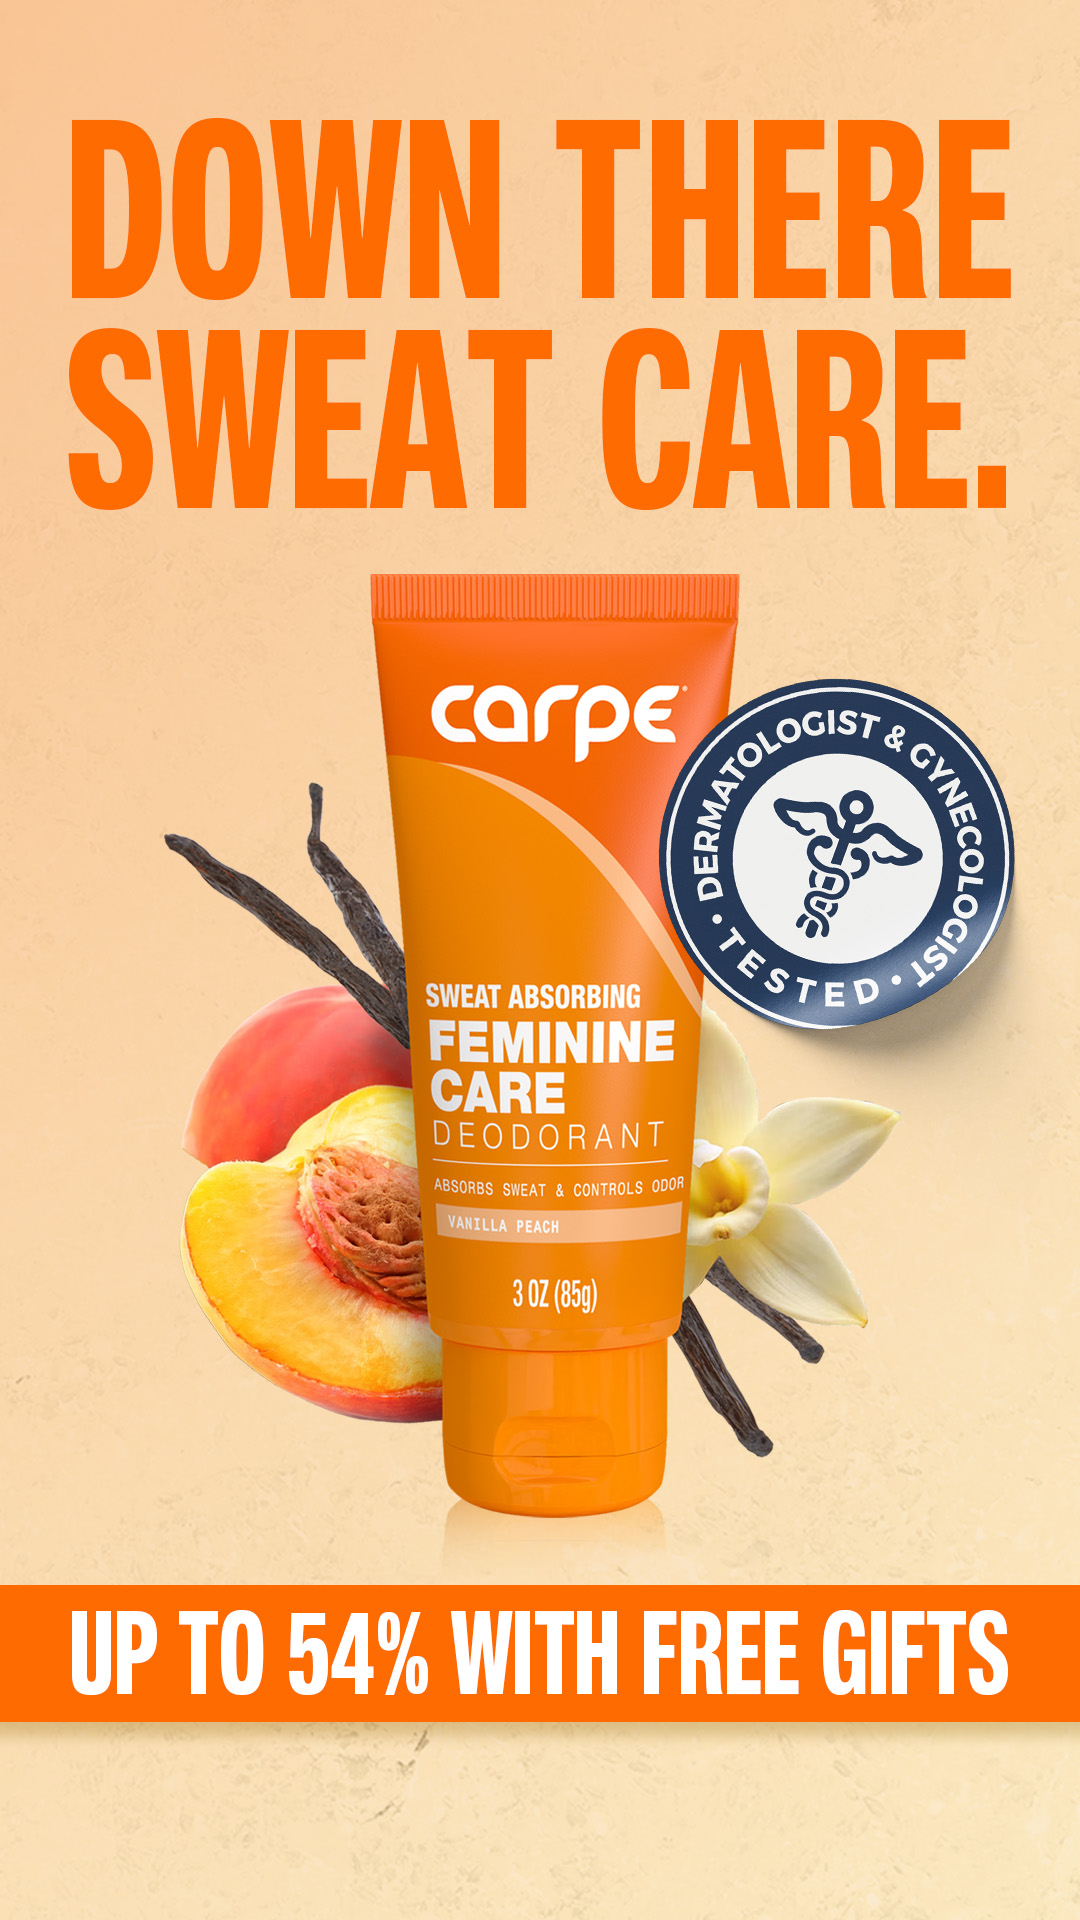 DOWN THERE
SWEAT CARE.
carpe
DERMATOLOGIST & GYNECOLOGIST
• TESTED •
SWEAT ABSORBING
FEMININE
CARE
DEODORANT
ABSORBS SWEAT & CONTROLS ODOR
VANILLA PEACH
3 OZ (85g)
UP TO 54% WITH FREE GIFTS